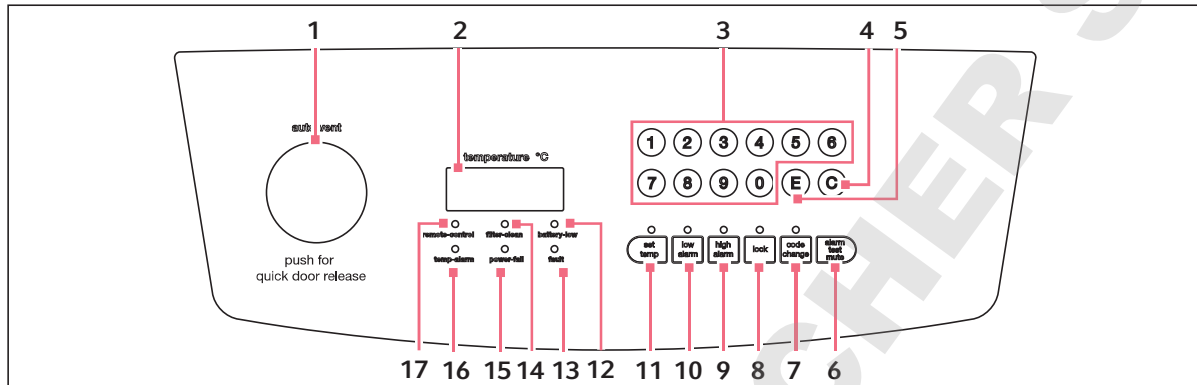 1 2 3 4 5
auto vent
temperature °C
1 2 3 4 5 6
7 8 9 0 E C
remote-control filter-clean battery-low
temp-alarm power-fail fault
set temp
low alarm
high alarm
lock
code change
alarm test mute
push for
quick door release
17 16 15 14 13 12 11 10 9 8 7 6
CHER S